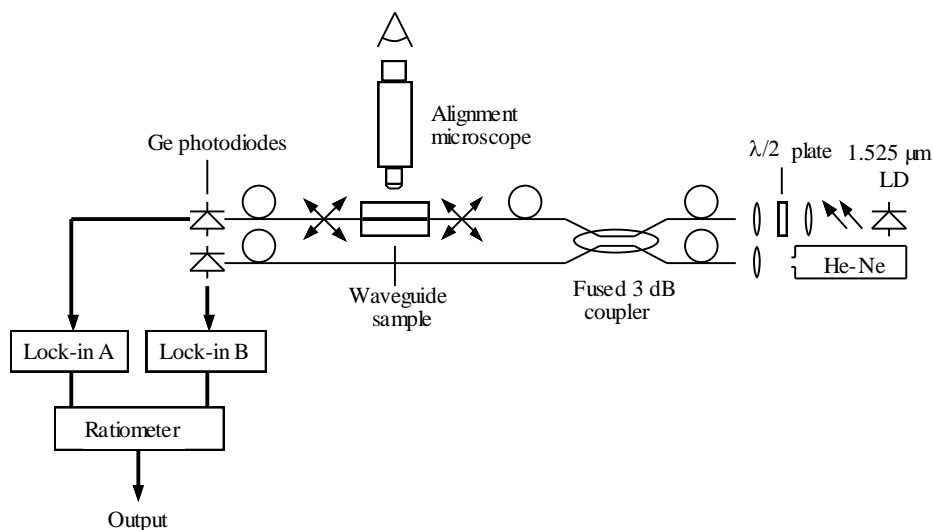 Alignment
microscope
Ge photodiodes
λ/2 plate
1.525 μm
LD
He-Ne
Waveguide
sample
Fused 3 dB
coupler
Lock-in A
Lock-in B
Ratiometer
Output